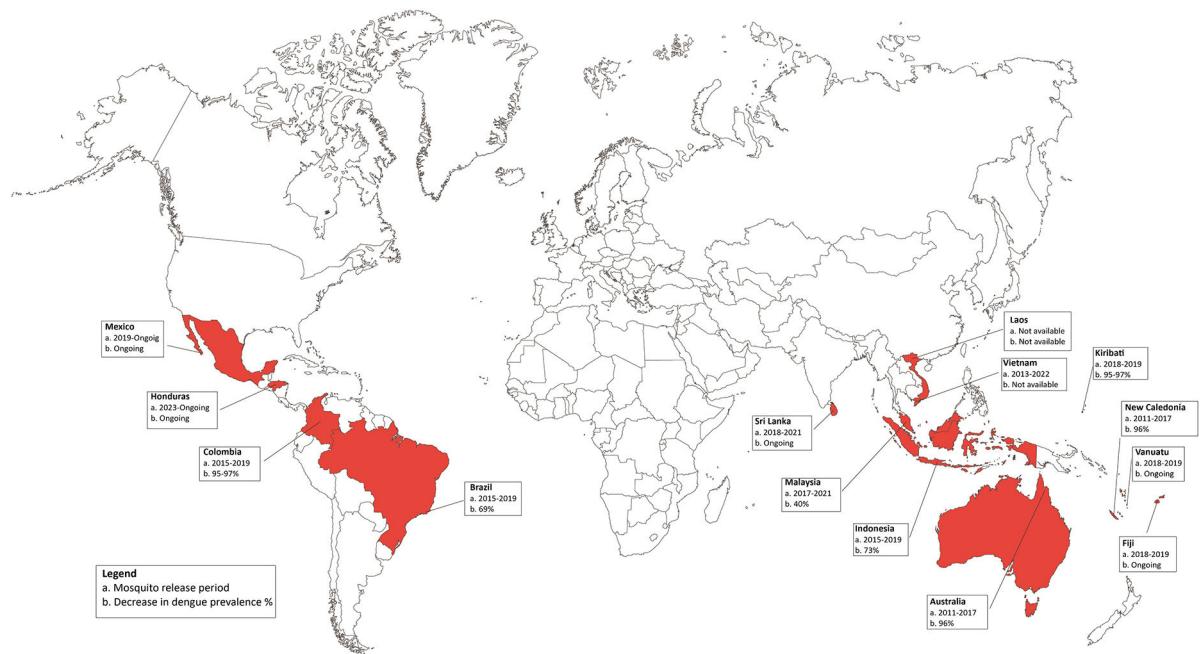 Mexico
a. 2019-Ongoig
b. Ongoing
Honduras
a. 2023-Ongoing
b. Ongoing
Colombia
a. 2015-2019
b. 95-97%
Brazil
a. 2015-2019
b. 69%
Legend
a. Mosquito release period
b. Decrease in dengue prevalence %
Laos
a. Not available
b. Not available
Vietnam
a. 2013-2022
b. Not available
Kiribati
a. 2018-2019
b. 95-97%
New Caledonia
a. 2011-2017
b. 96%
Vanuatu
a. 2018-2019
b. Ongoing
Sri Lanka
a. 2018-2021
b. Ongoing
Malaysia
a. 2017-2021
b. 40%
Indonesia
a. 2015-2019
b. 73%
Fiji
a. 2018-2019
b. Ongoing
Australia
a. 2011-2017
b. 96%